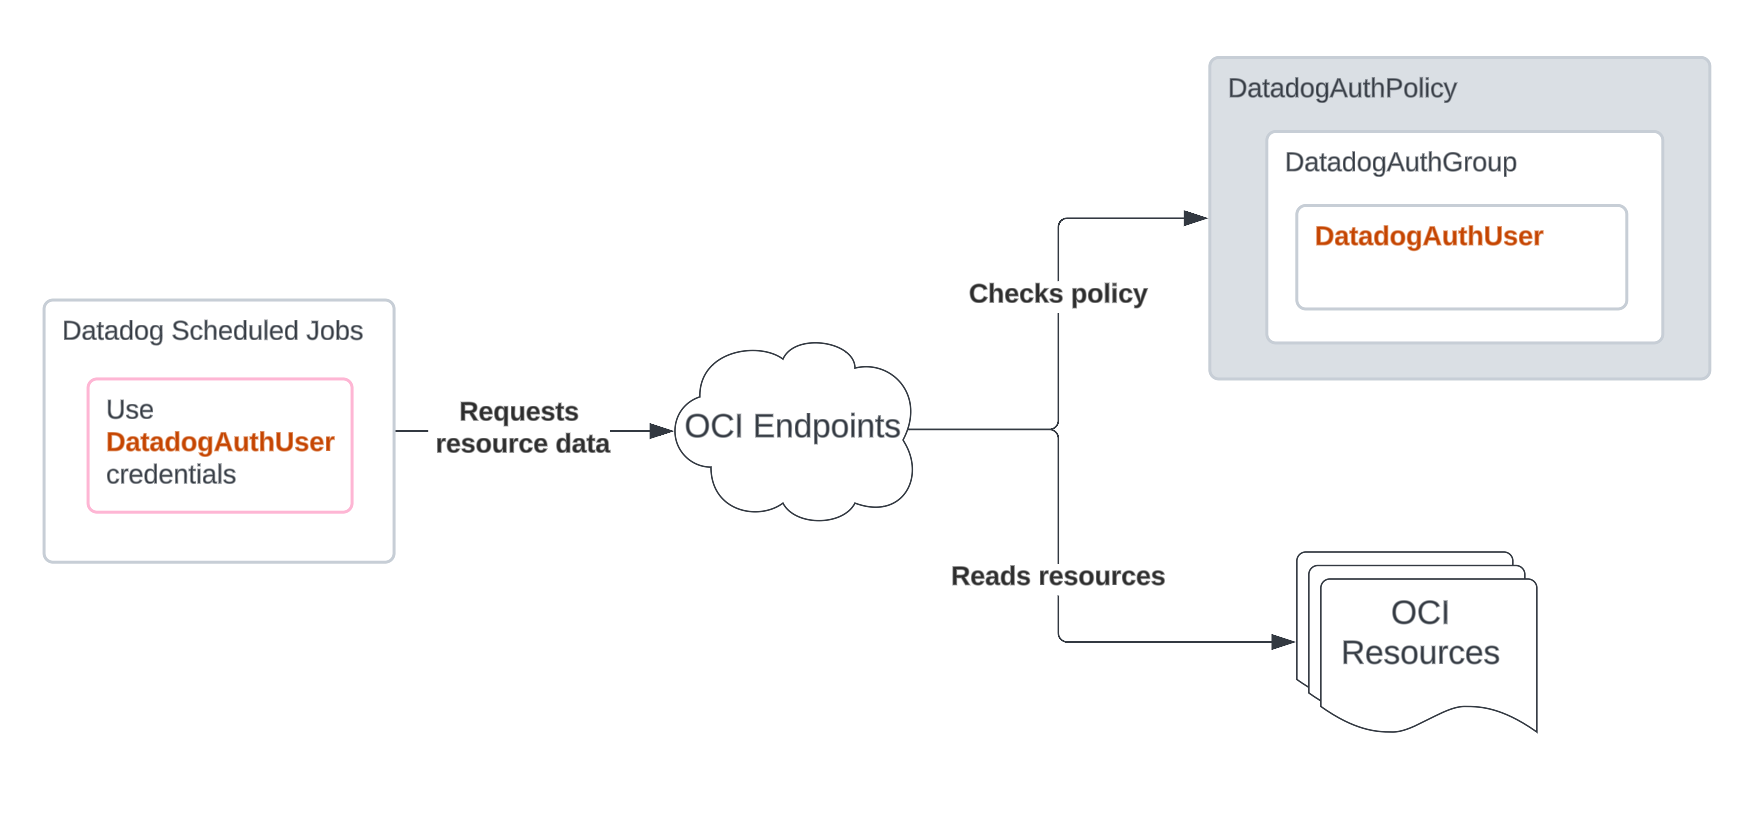 DatadogAuthPolicy
DatadogAuthGroup
DatadogAuthUser
Checks policy
Datadog Scheduled Jobs
Use
DatadogAuthUser
credentials
Requests
resource data
OCI Endpoints
Reads resources
OCI
Resources